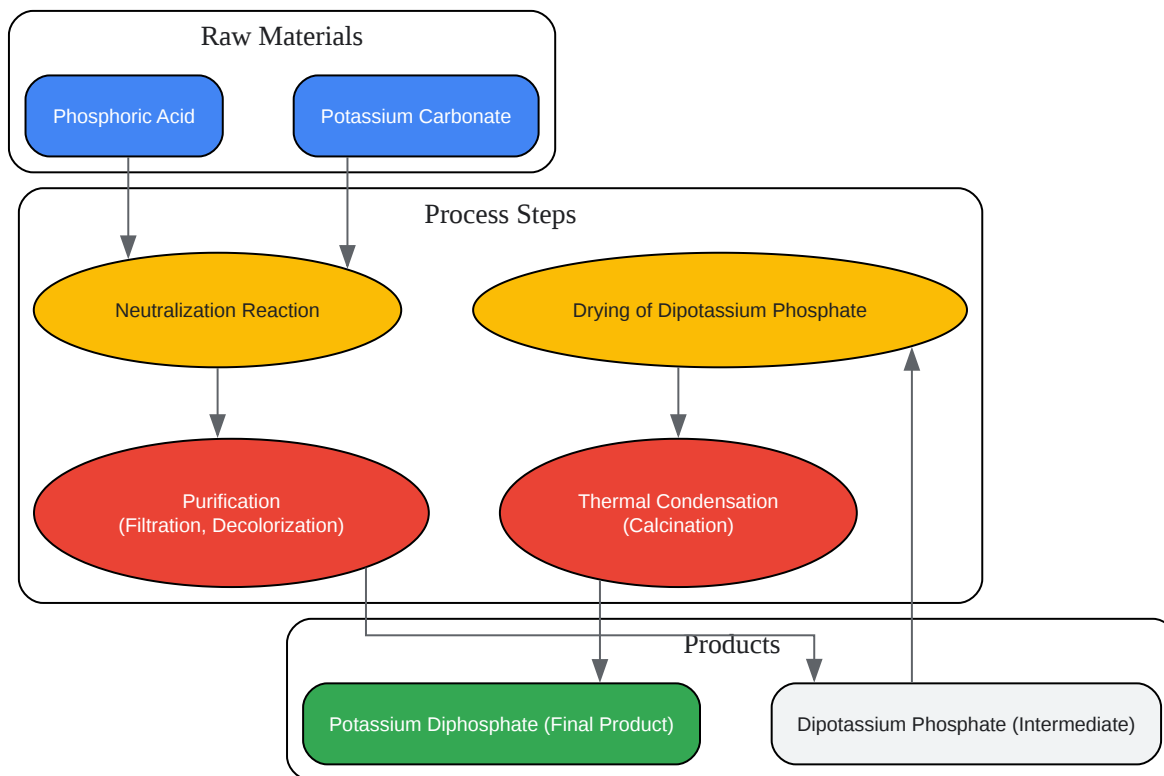 Raw Materials
Phosphoric Acid
Potassium Carbonate
Process Steps
Neutralization Reaction
Drying of Dipotassium Phosphate
Purification
(Filtration, Decolorization)
Thermal Condensation
(Calcination)
Products
Potassium Diphosphate (Final Product)
Dipotassium Phosphate (Intermediate)